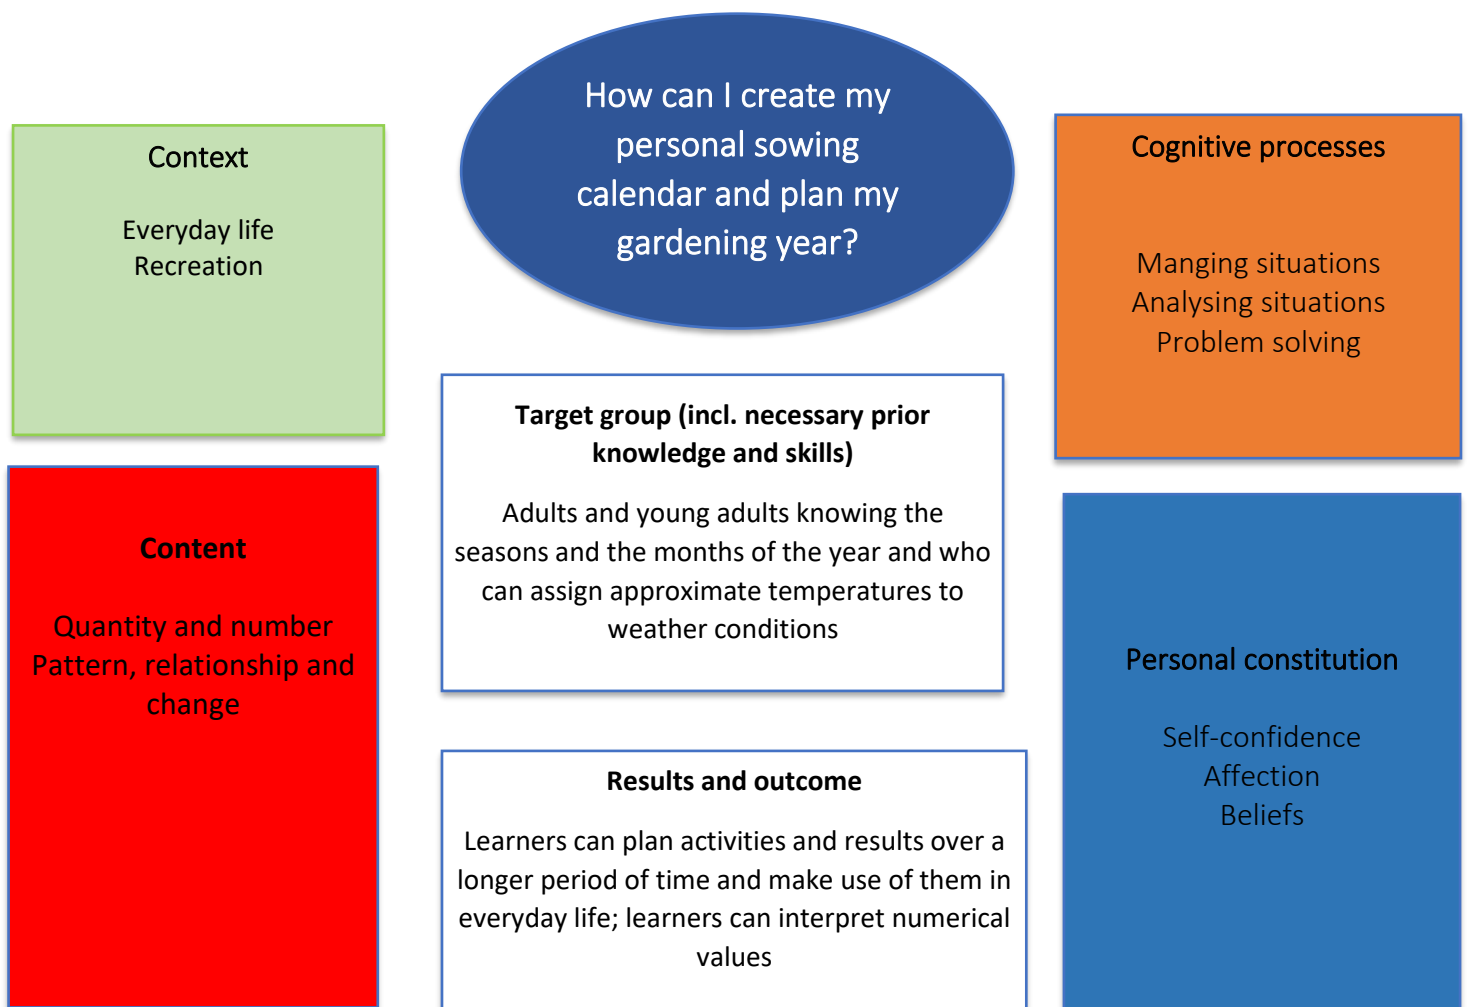 How can I create my
personal sowing
calendar and plan my
gardening year?
Context
Everyday life
Recreation
Cognitive processes
Manging situations
Analysing situations
Problem solving
Target group (incl. necessary prior
knowledge and skills)
Adults and young adults knowing the
seasons and the months of the year and who
can assign approximate temperatures to
weather conditions
Content
Quantity and number
Pattern, relationship and
change
Personal constitution
Self-confidence
Affection
Beliefs
Results and outcome
Learners can plan activities and results over a
longer period of time and make use of them in
everyday life; learners can interpret numerical
values